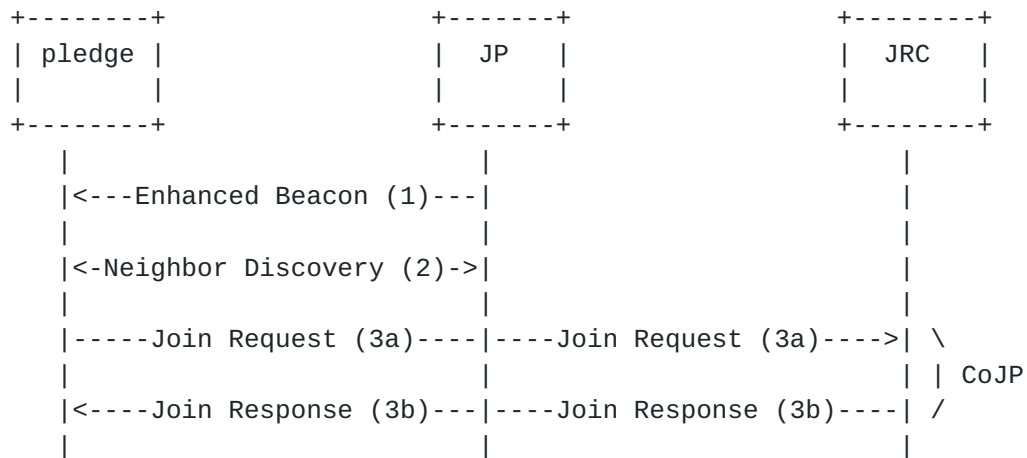 +--------+                 +-------+                 +--------+
| pledge |                 |  JP   |                 |  JRC   |
|        |                 |       |                 |        |
+--------+                 +-------+                 +--------+
   |                          |                          |
   |<---Enhanced Beacon (1)---|                          |
   |                          |                          |
   |<-Neighbor Discovery (2)->|                          |
   |                          |                          |
   |-----Join Request (3a)----|----Join Request (3a)---->| \
   |                          |                          | | CoJP
   |<----Join Response (3b)---|----Join Response (3b)----| /
   |                          |                          |